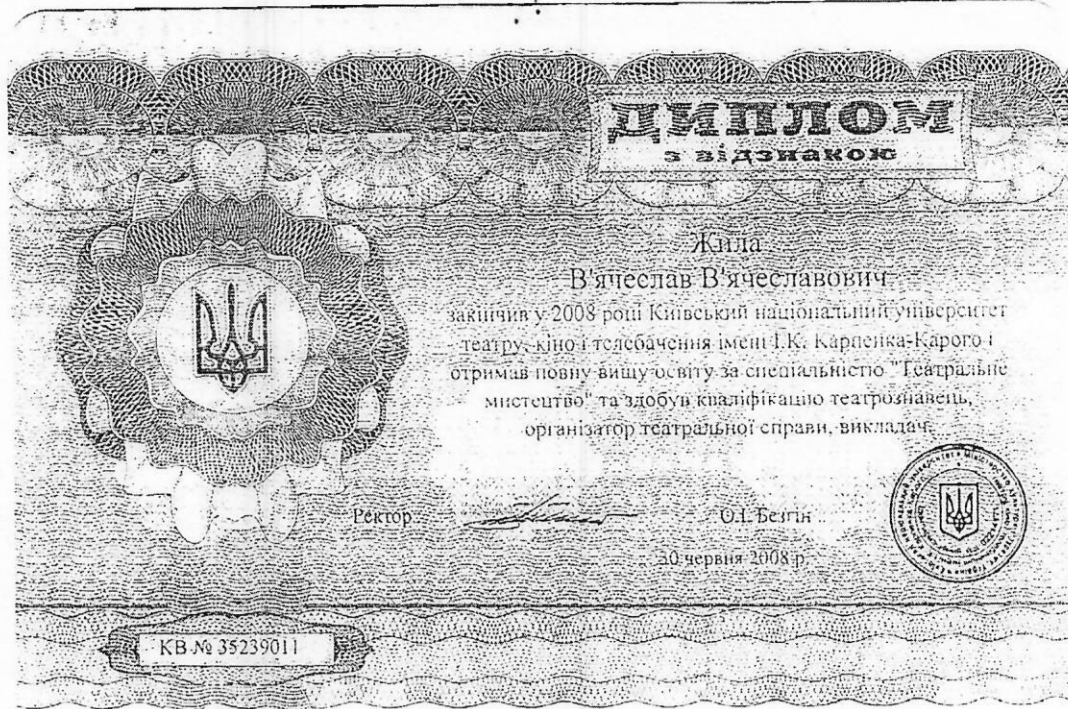 ДИПЛОМ
з відзнакою
Жила
В'ячеслав В'ячеславович
закінчив у 2008 році Київський національний університет
театру, кіно і телебачення імені І.К. Карпенка-Карого і
отримав повну вищу освіту за спеціальністю "Театральне
мистецтво" та здобув кваліфікацію театрознавець,
організатор театральної справи, викладач.
Ректор О.І. Безгін
30 червня 2008 р.
КВ № 35239011